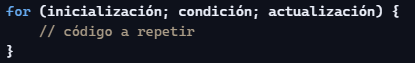 for (inicialización; condición; actualización) {
    // código a repetir
}